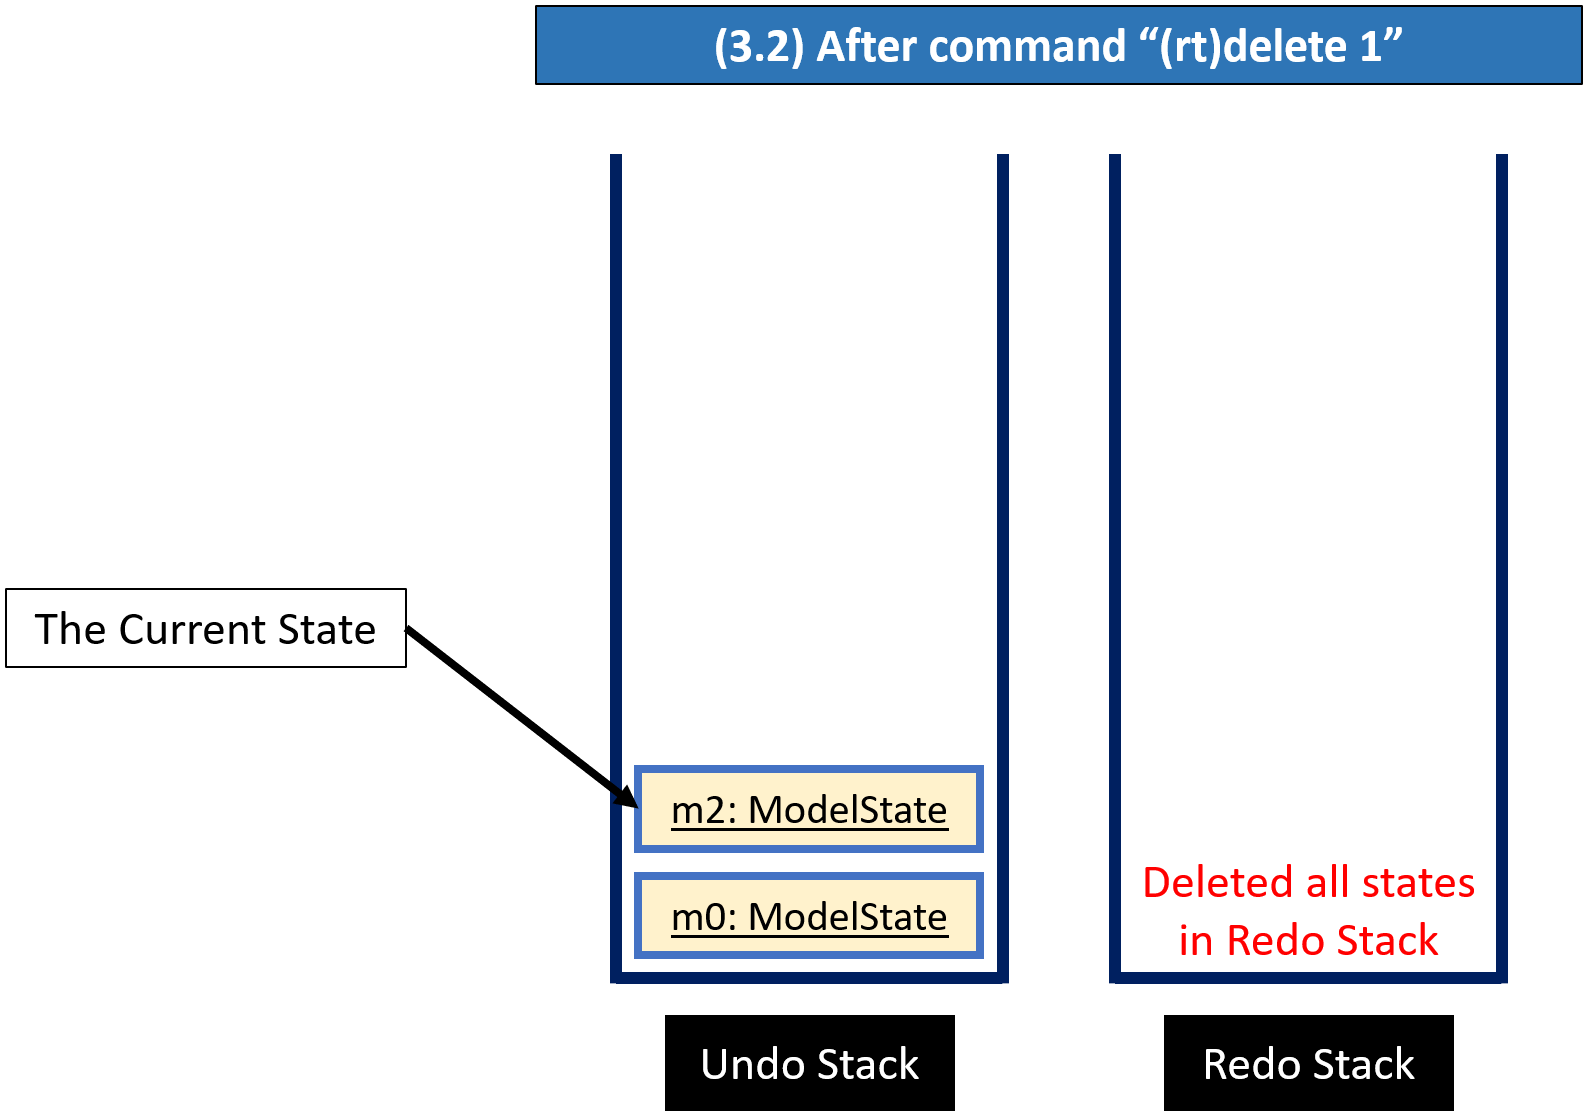 (3.2) After command “(rt)delete 1”
The Current State
m2: ModelState
m0: ModelState
Deleted all states
in Redo Stack
Undo Stack
Redo Stack